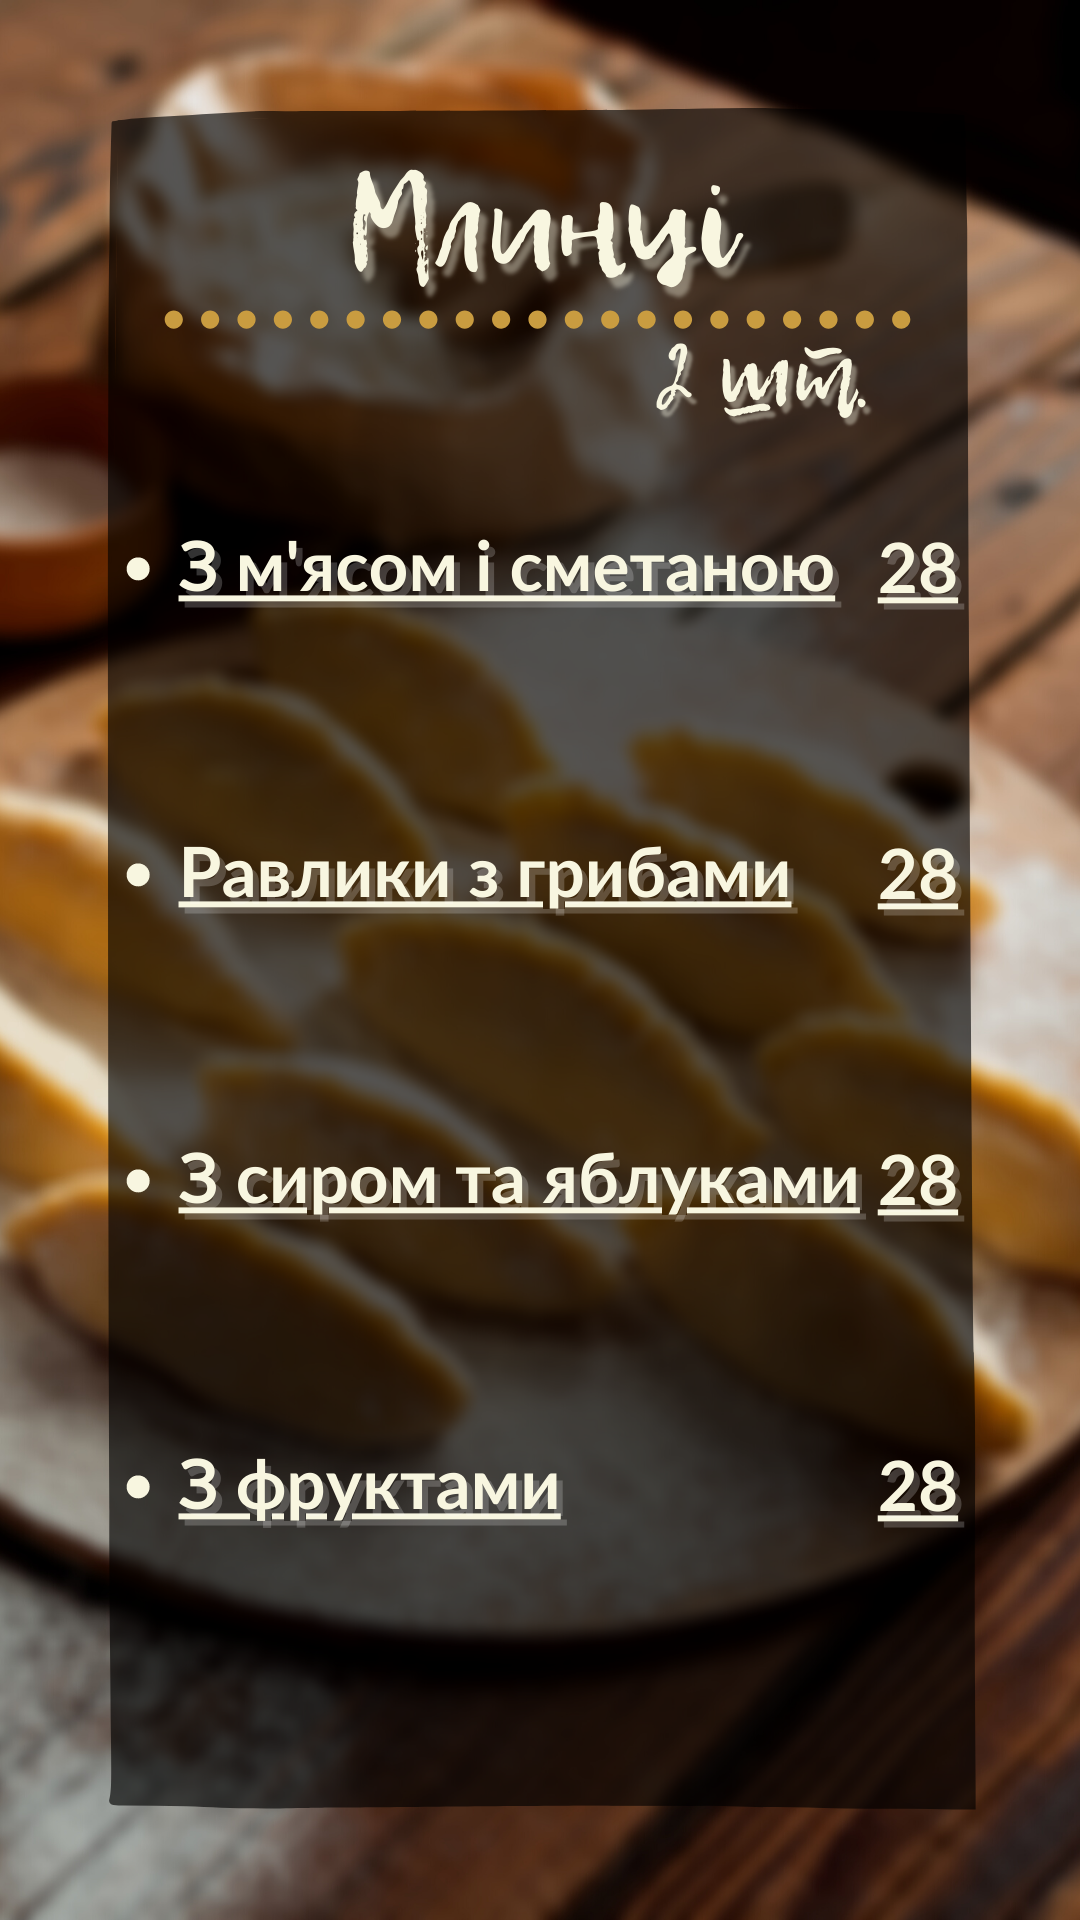 Млинці
2 шт.
• З м'ясом і сметаною 28
• Равлики з грибами 28
• З сиром та яблуками 28
• З фруктами 28